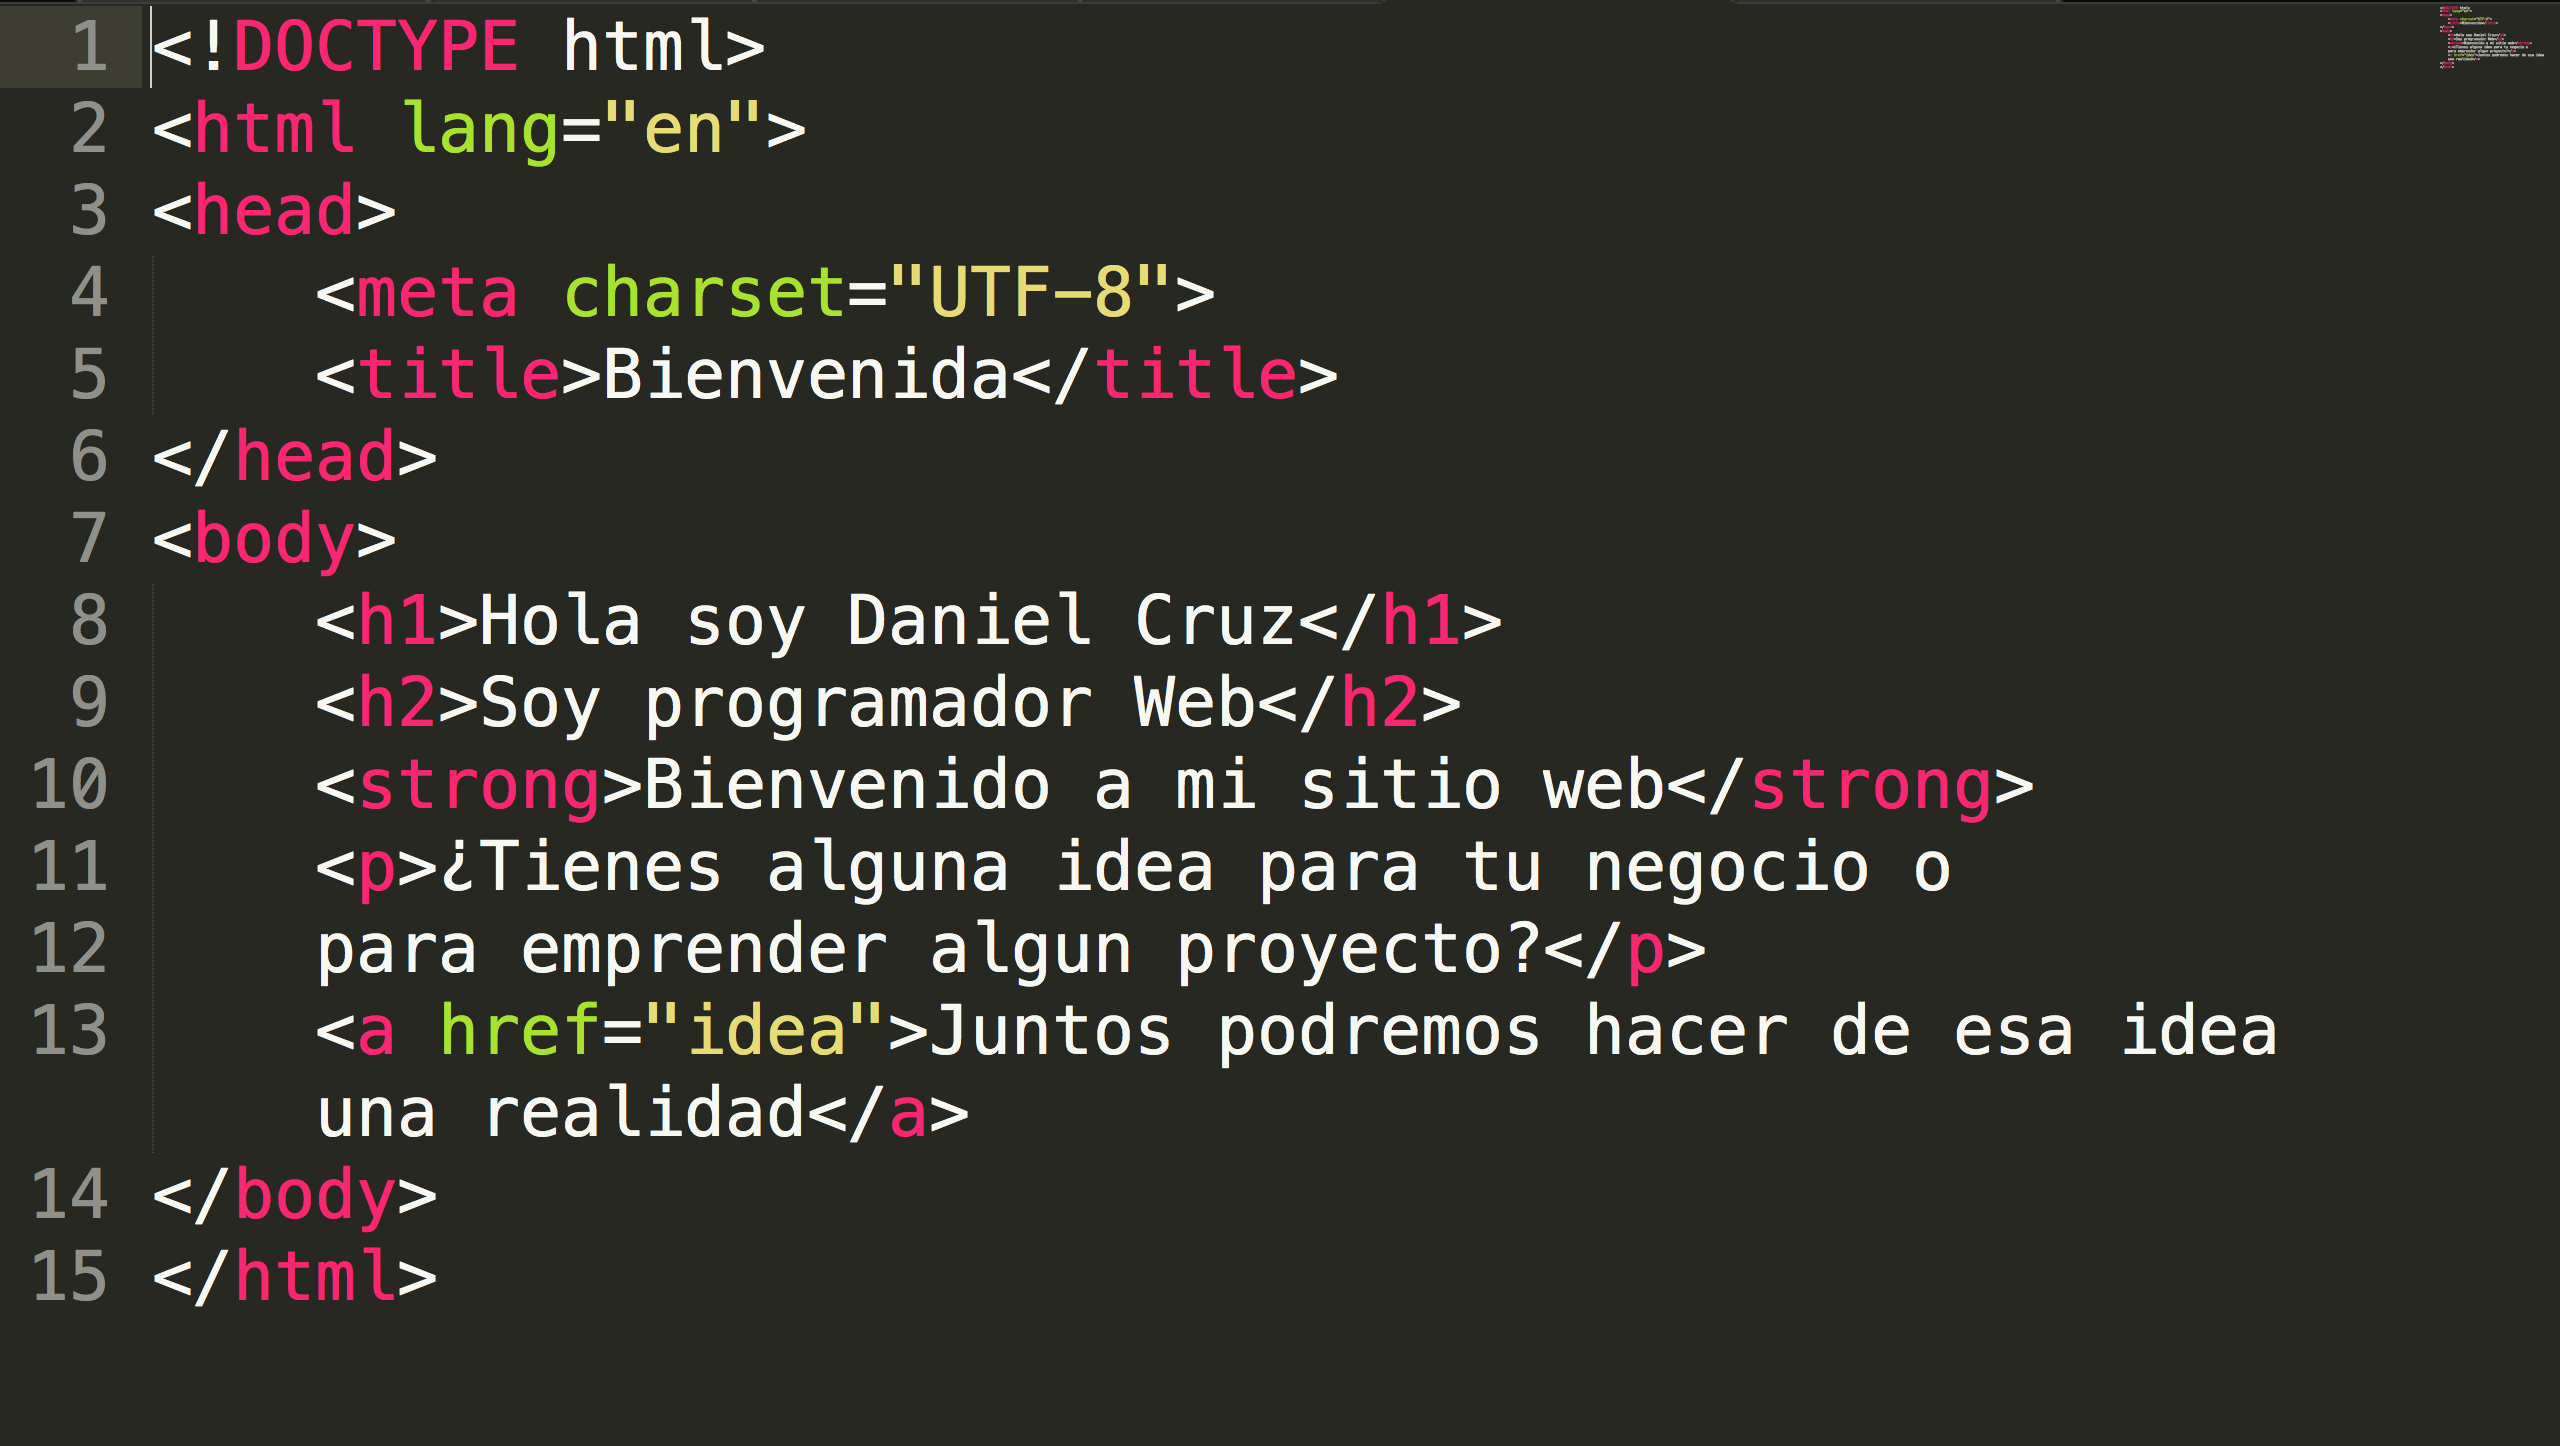 1 <!DOCTYPE html>
2 <html lang="en">
3 <head>
4     <meta charset="UTF-8">
5     <title>Bienvenida</title>
6 </head>
7 <body>
8     <h1>Hola soy Daniel Cruz</h1>
9     <h2>Soy programador Web</h2>
10     <strong>Bienvenido a mi sitio web</strong>
11     <p>¿Tienes alguna idea para tu negocio o
12     para emprender algun proyecto?</p>
13     <a href="idea">Juntos podremos hacer de esa idea
    una realidad</a>
14 </body>
15 </html>